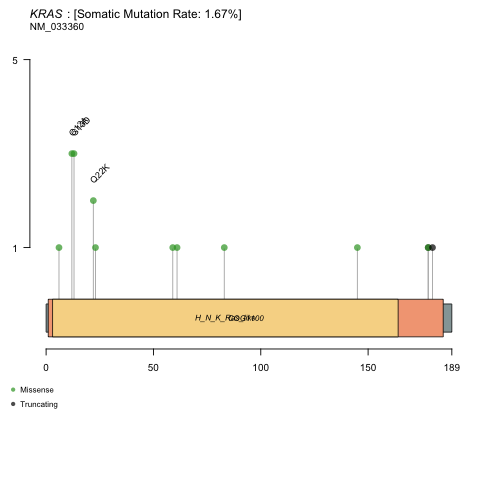 KRAS : [Somatic Mutation Rate: 1.67%]
NM_033360
5
Q22K
1
0
50
100
150
189
Missense
Truncating